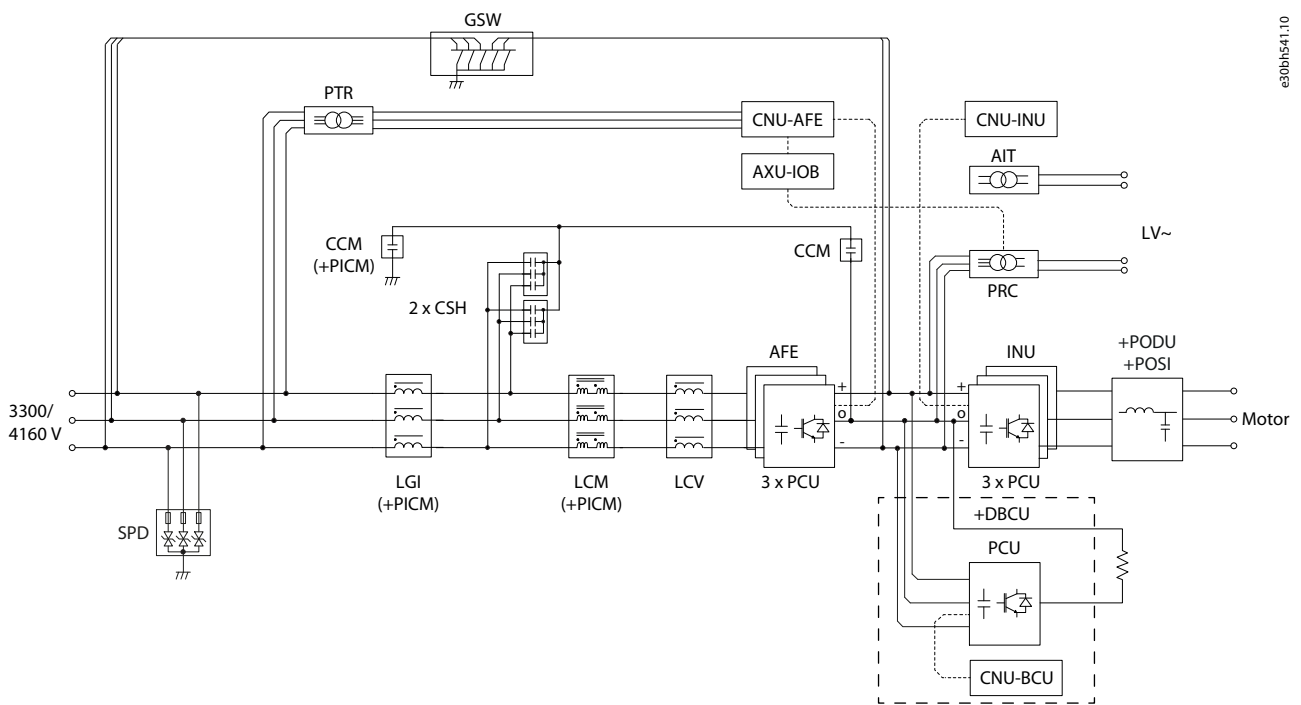 GSW
e30bh541.10
PTR
CNU-AFE
CNU-INU
AIT
AXU-IOB
LV~
CCM
(+PICM)
CCM
PRC
2 x CSH
AFE
INU
+PODU
+POSI
3300/
4160 V
+
o
-
+
o
-
Motor
LGI
(+PICM)
LCM
(+PICM)
LCV
3 x PCU
3 x PCU
SPD
+DBCU
PCU
CNU-BCU